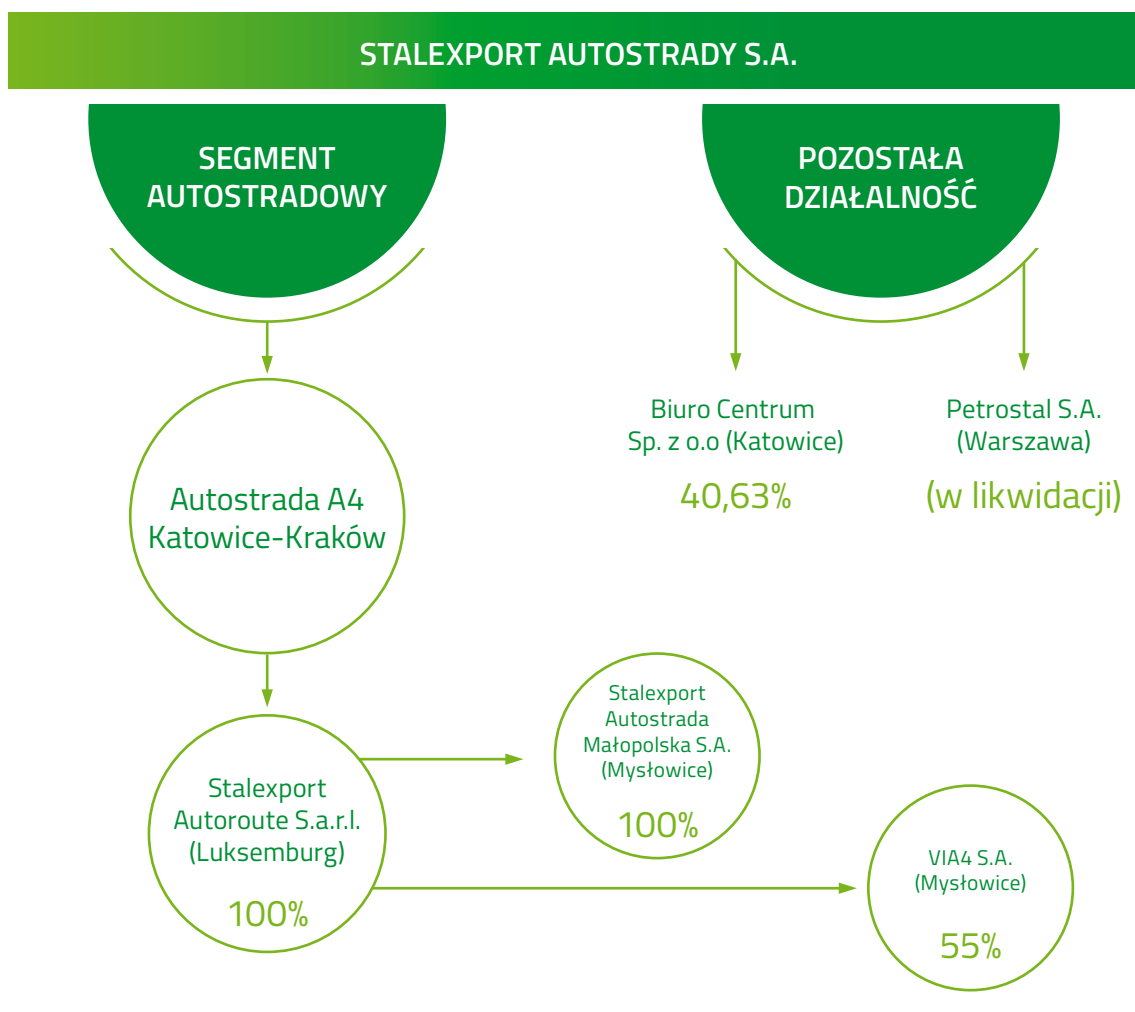 STALEXPORT AUTOSTRADY S.A.
SEGMENT
AUTOSTRADOWY
POZOSTAŁA
DZIAŁALNOŚĆ
Biuro Centrum
Sp. z o.o (Katowice)
40,63%
Petrostal S.A.
(Warszawa)
(w likwidacji)
Autostrada A4
Katowice-Kraków
Stalexport
Autostrada
Małopolska S.A.
(Mysłowice)
100%
Stalexport
Autoroute S.a.r.l.
(Luksemburg)
100%
VIA4 S.A.
(Mysłowice)
55%